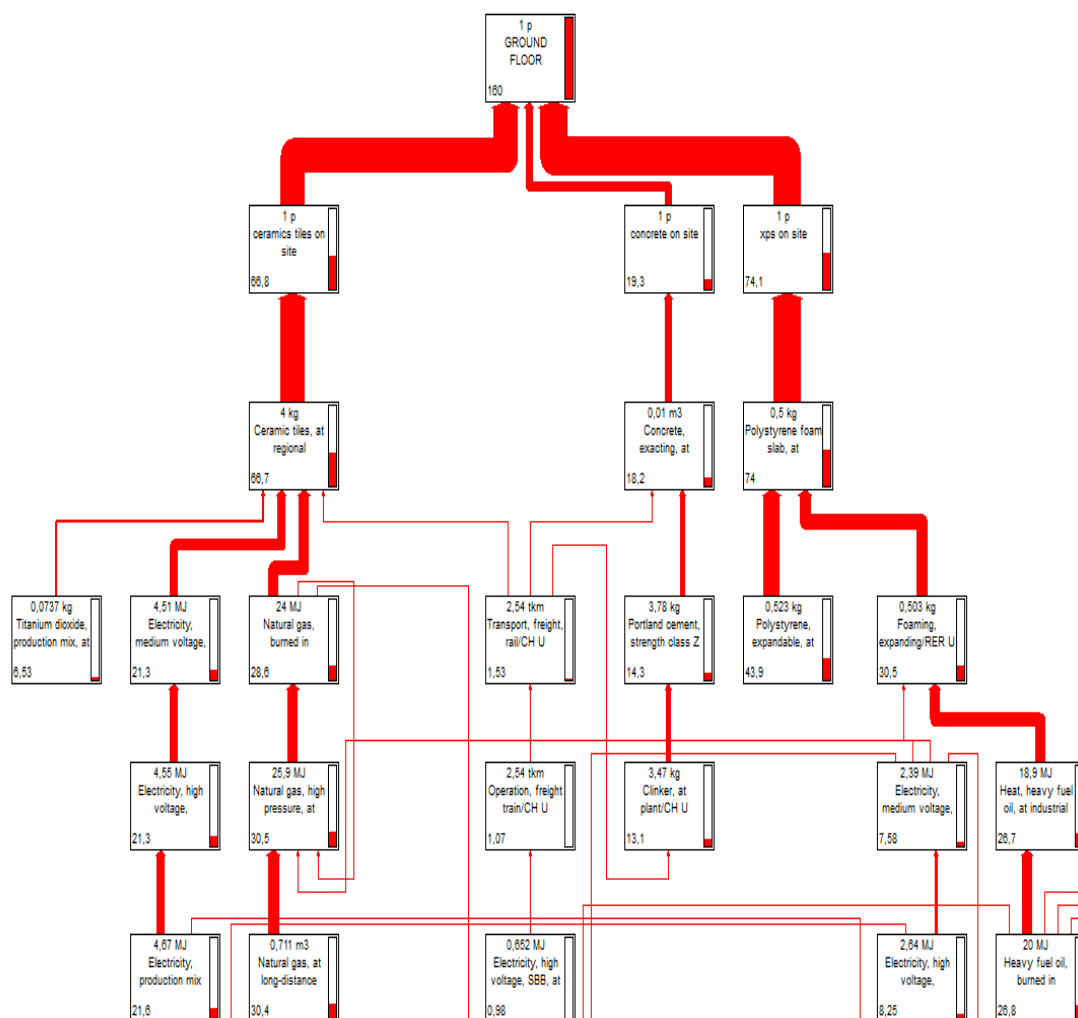 1 p
GROUND
FLOOR
160
1 p
ceramics tiles on
site
66,8
1 p
concrete on site
19,3
1 p
xps on site
74,1
4 kg
Ceramic tiles, at
regional
66,7
0,01 m3
Concrete,
exacting, at
18,2
0,5 kg
Polystyrene foam
slab, at
74
0,0737 kg
Titanium dioxide,
production mix, at
6,53
4,51 MJ
Electricity,
medium voltage,
21,3
24 MJ
Natural gas,
burned in
28,6
2,54 tkm
Transport, freight,
rail/CH U
1,53
3,78 kg
Portland cement,
strength class Z
14,3
0,523 kg
Polystyrene,
expandable, at
43,9
0,503 kg
Foaming,
expanding/RER U
30,5
4,55 MJ
Electricity, high
voltage,
21,3
25,9 MJ
Natural gas, high
pressure, at
30,5
2,54 tkm
Operation, freight
train/CH U
1,07
3,47 kg
Clinker, at
plant/CH U
13,1
2,39 MJ
Electricity,
medium voltage,
7,58
18,9 MJ
Heat, heavy fuel
oil, at industrial
26,7
4,67 MJ
Electricity,
production mix
21,6
0,711 m3
Natural gas, at
long-distance
30,4
0,652 MJ
Electricity, high
voltage, SBB, at
0,98
2,64 MJ
Electricity, high
voltage,
8,25
20 MJ
Heavy fuel oil,
burned in
26,8